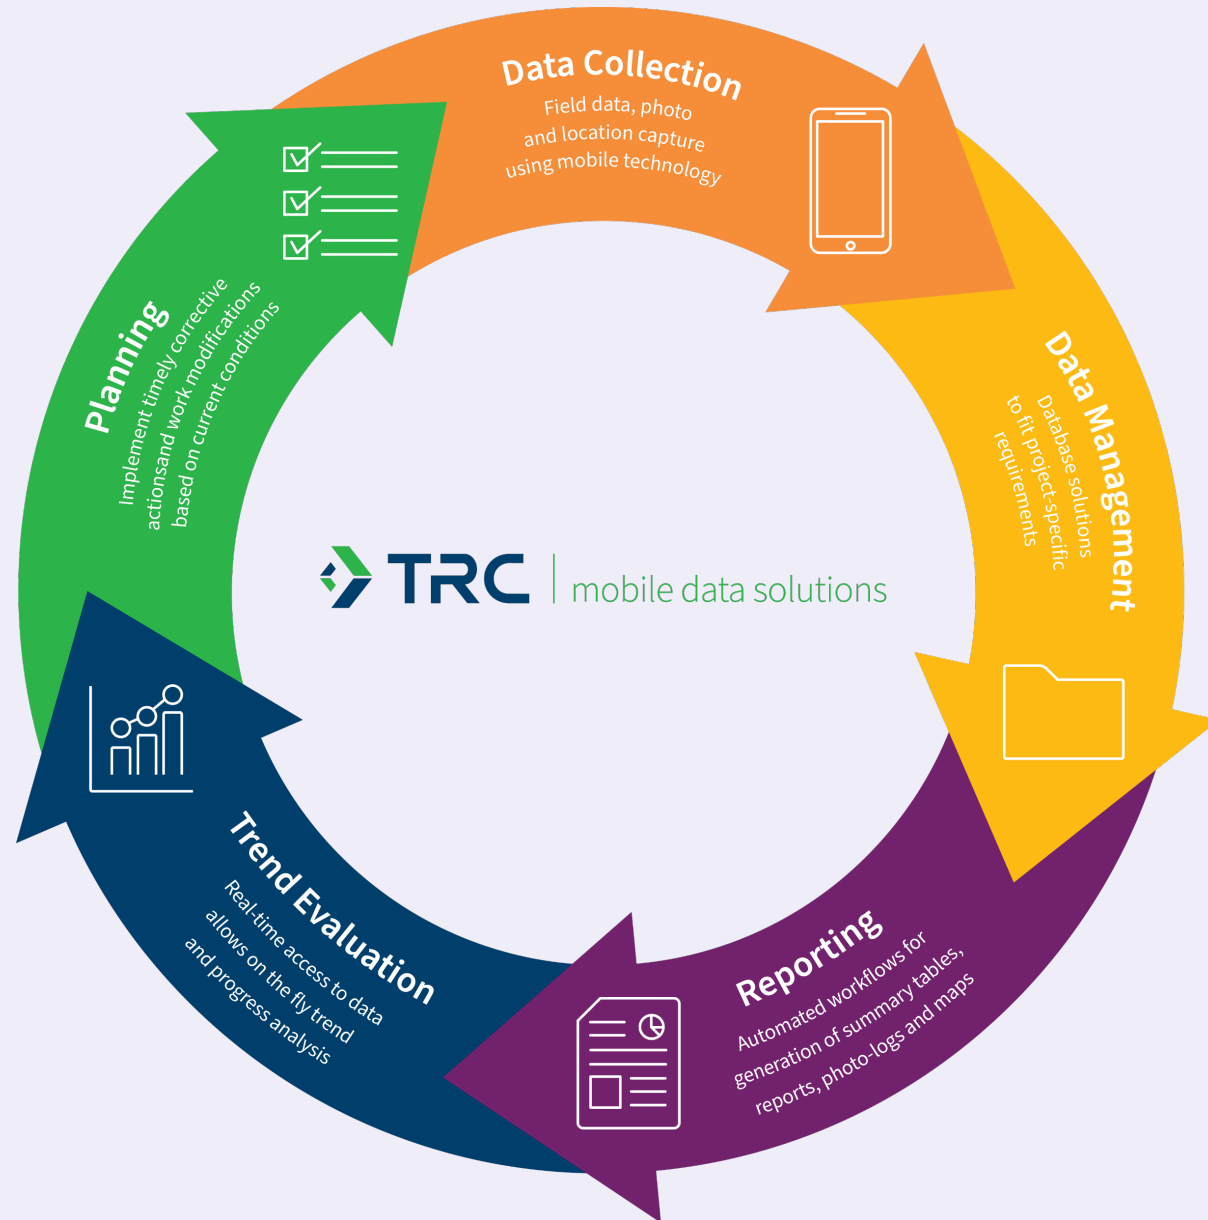 Data Collection
Field data, photo
and location capture
using mobile technology
Data Management
Database solutions
to fit project-specific
requirements
Reporting
Automated workflows for
generation of summary tables,
reports, photo-logs and maps
Trend Evaluation
Real-time access to data
allows on the fly trend
and progress analysis
Planning
Implement timely corrective
actionsand work modifications
based on current conditions
TRC | mobile data solutions